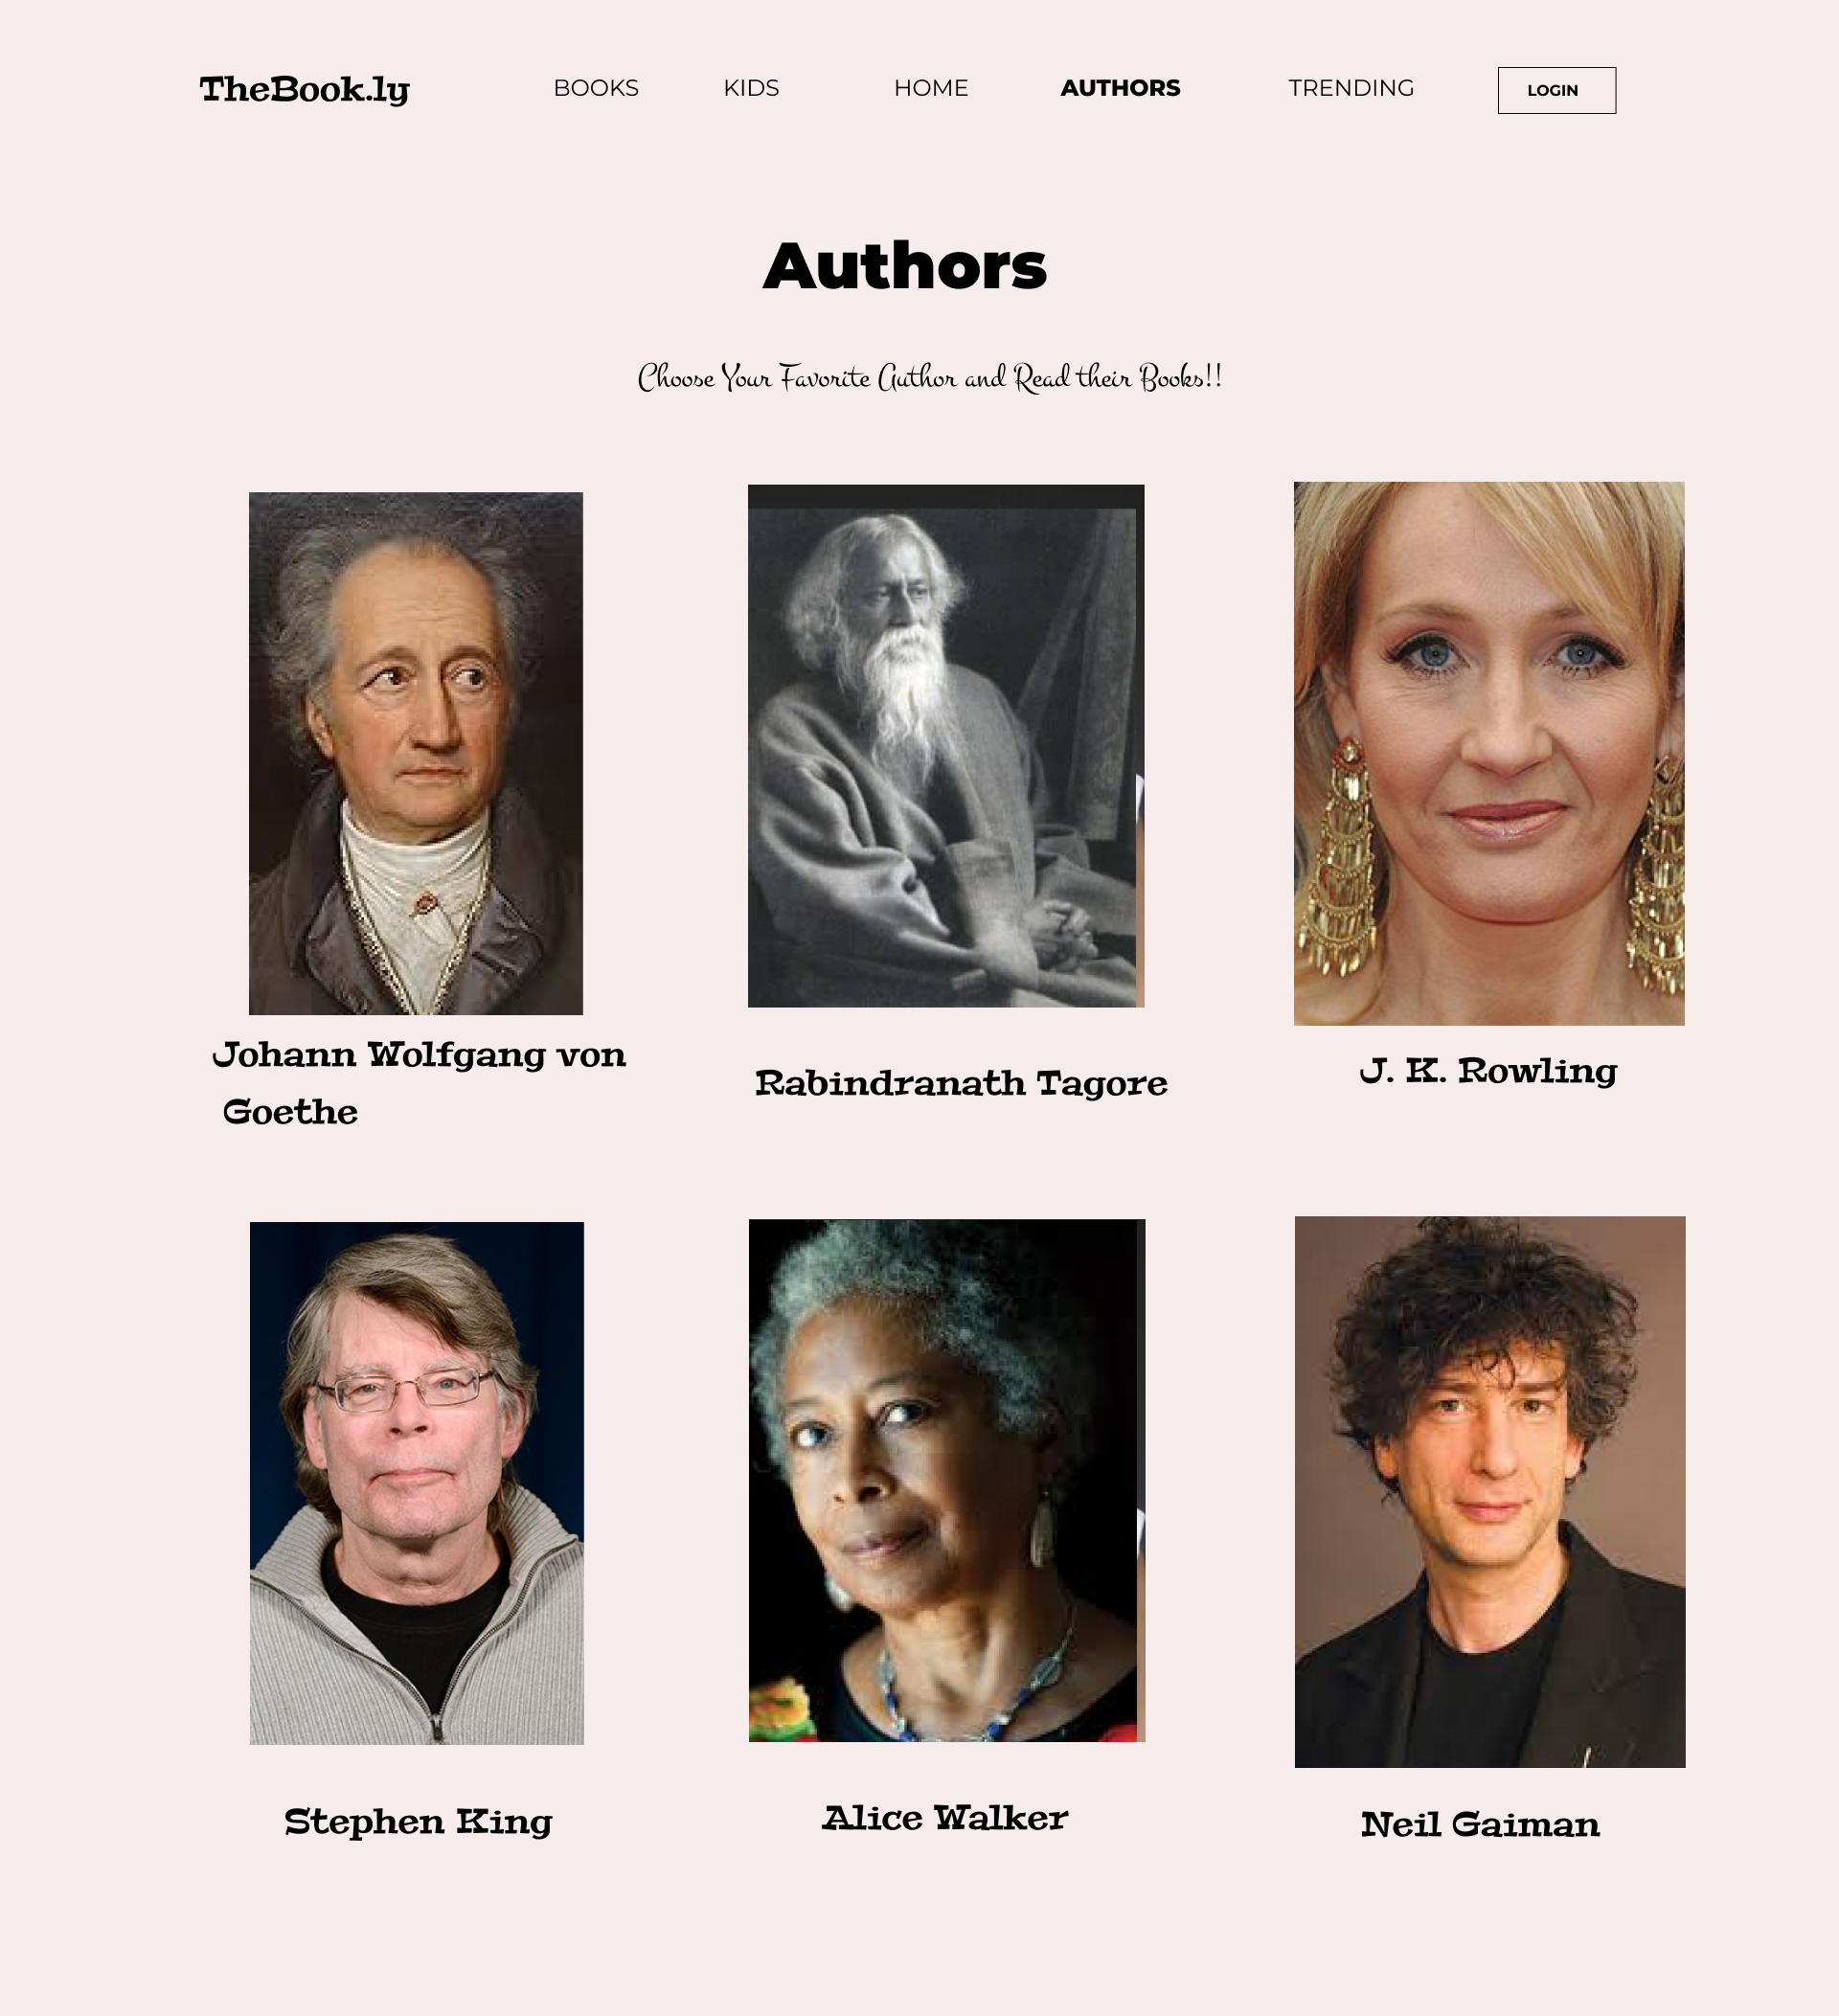 TheBook.ly
BOOKS
KIDS
HOME
AUTHORS
TRENDING
LOGIN
Authors
Choose Your Favorite Author and Read their Books!!
Johann Wolfgang von
Goethe
Rabindranath Tagore
J. K. Rowling
Stephen King
Alice Walker
Neil Gaiman